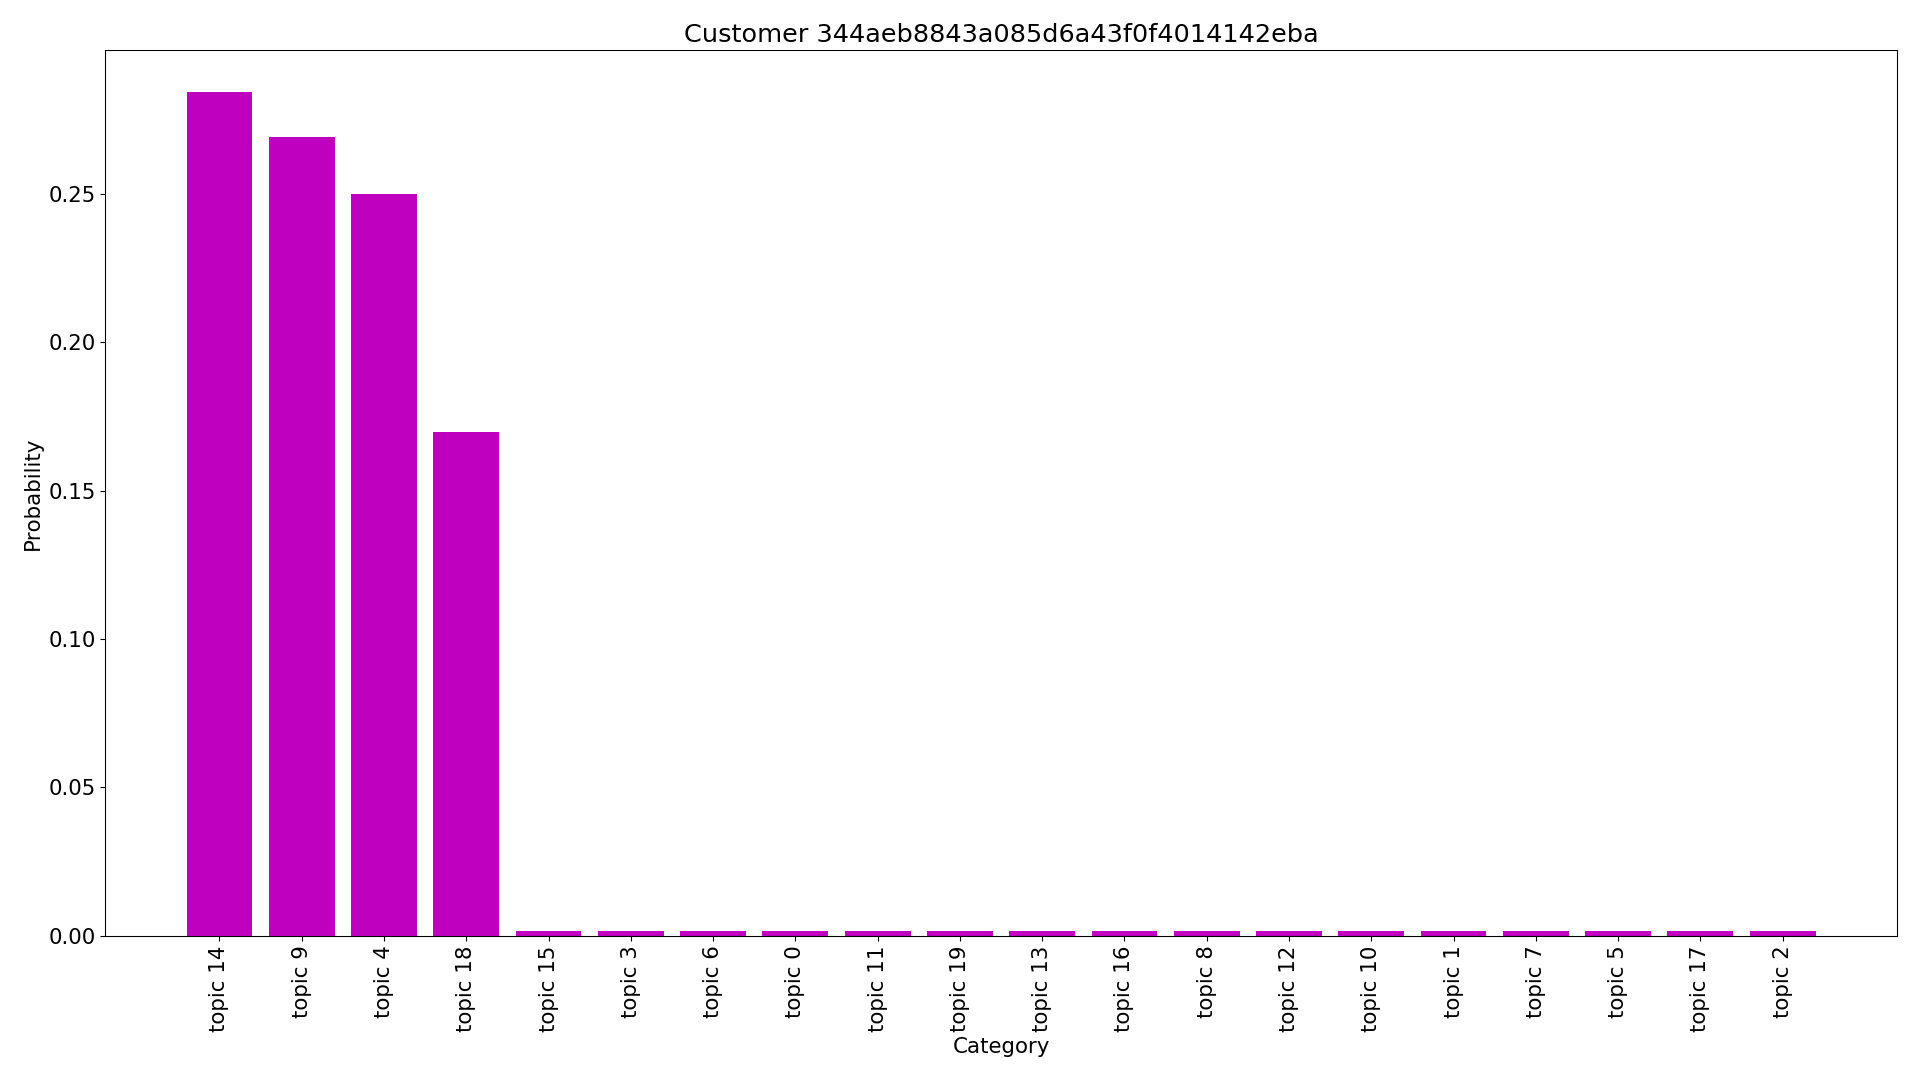 Customer 344aeb8843a085d6a43f0f4014142eba
Probability
0.25
0.20
0.15
0.10
0.05
0.00
topic 14
topic 9
topic 4
topic 18
topic 15
topic 3
topic 6
topic 0
topic 11
topic 19
topic 13
topic 16
topic 8
topic 12
topic 10
topic 1
topic 7
topic 5
topic 17
topic 2
Category